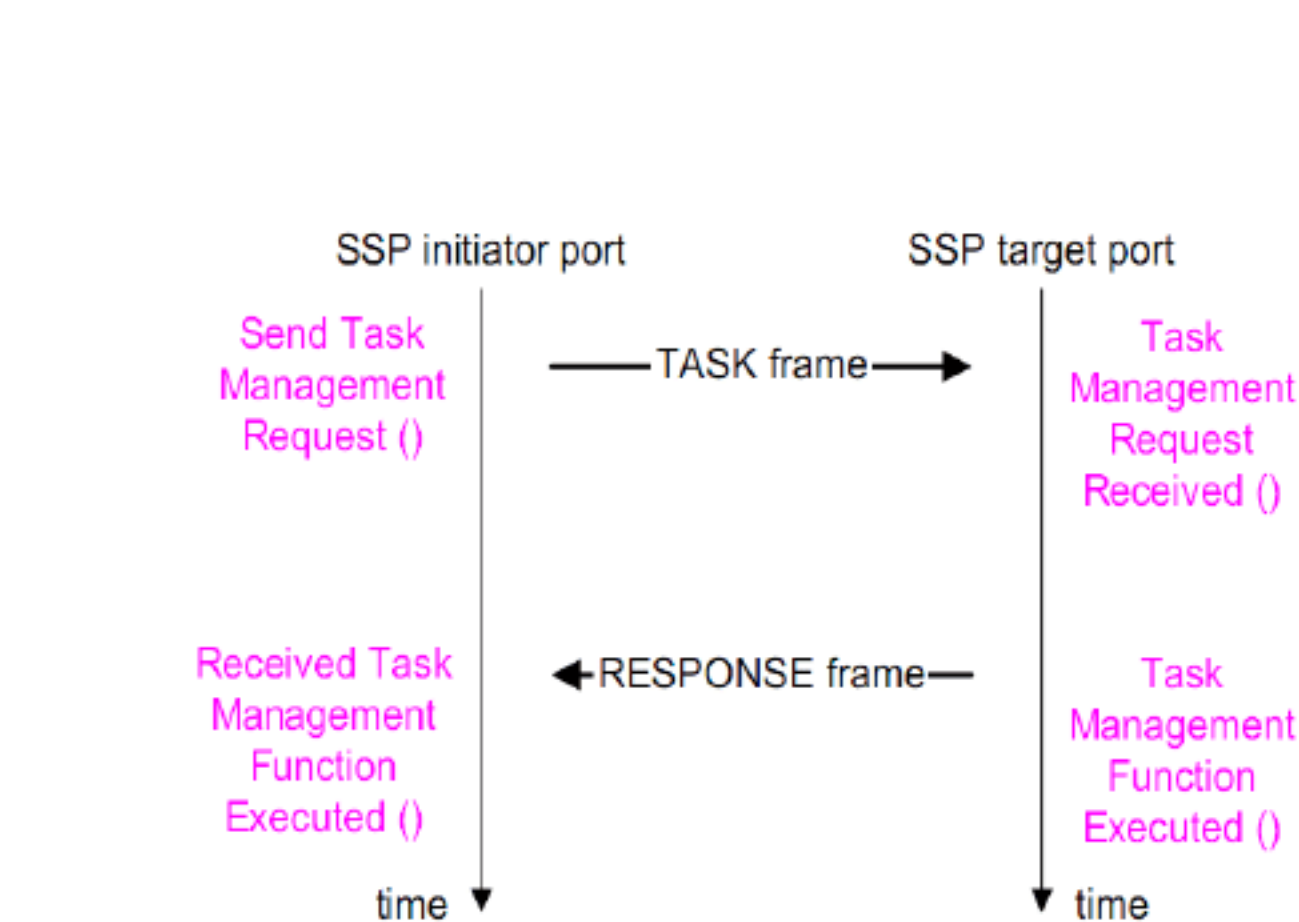 SSP initiator port
SSP target port
Send Task
Management
Request ()
TASK frame
Task
Management
Request
Received ()
Received Task
Management
Function
Executed ()
RESPONSE frame
Task
Management
Function
Executed ()
time
time